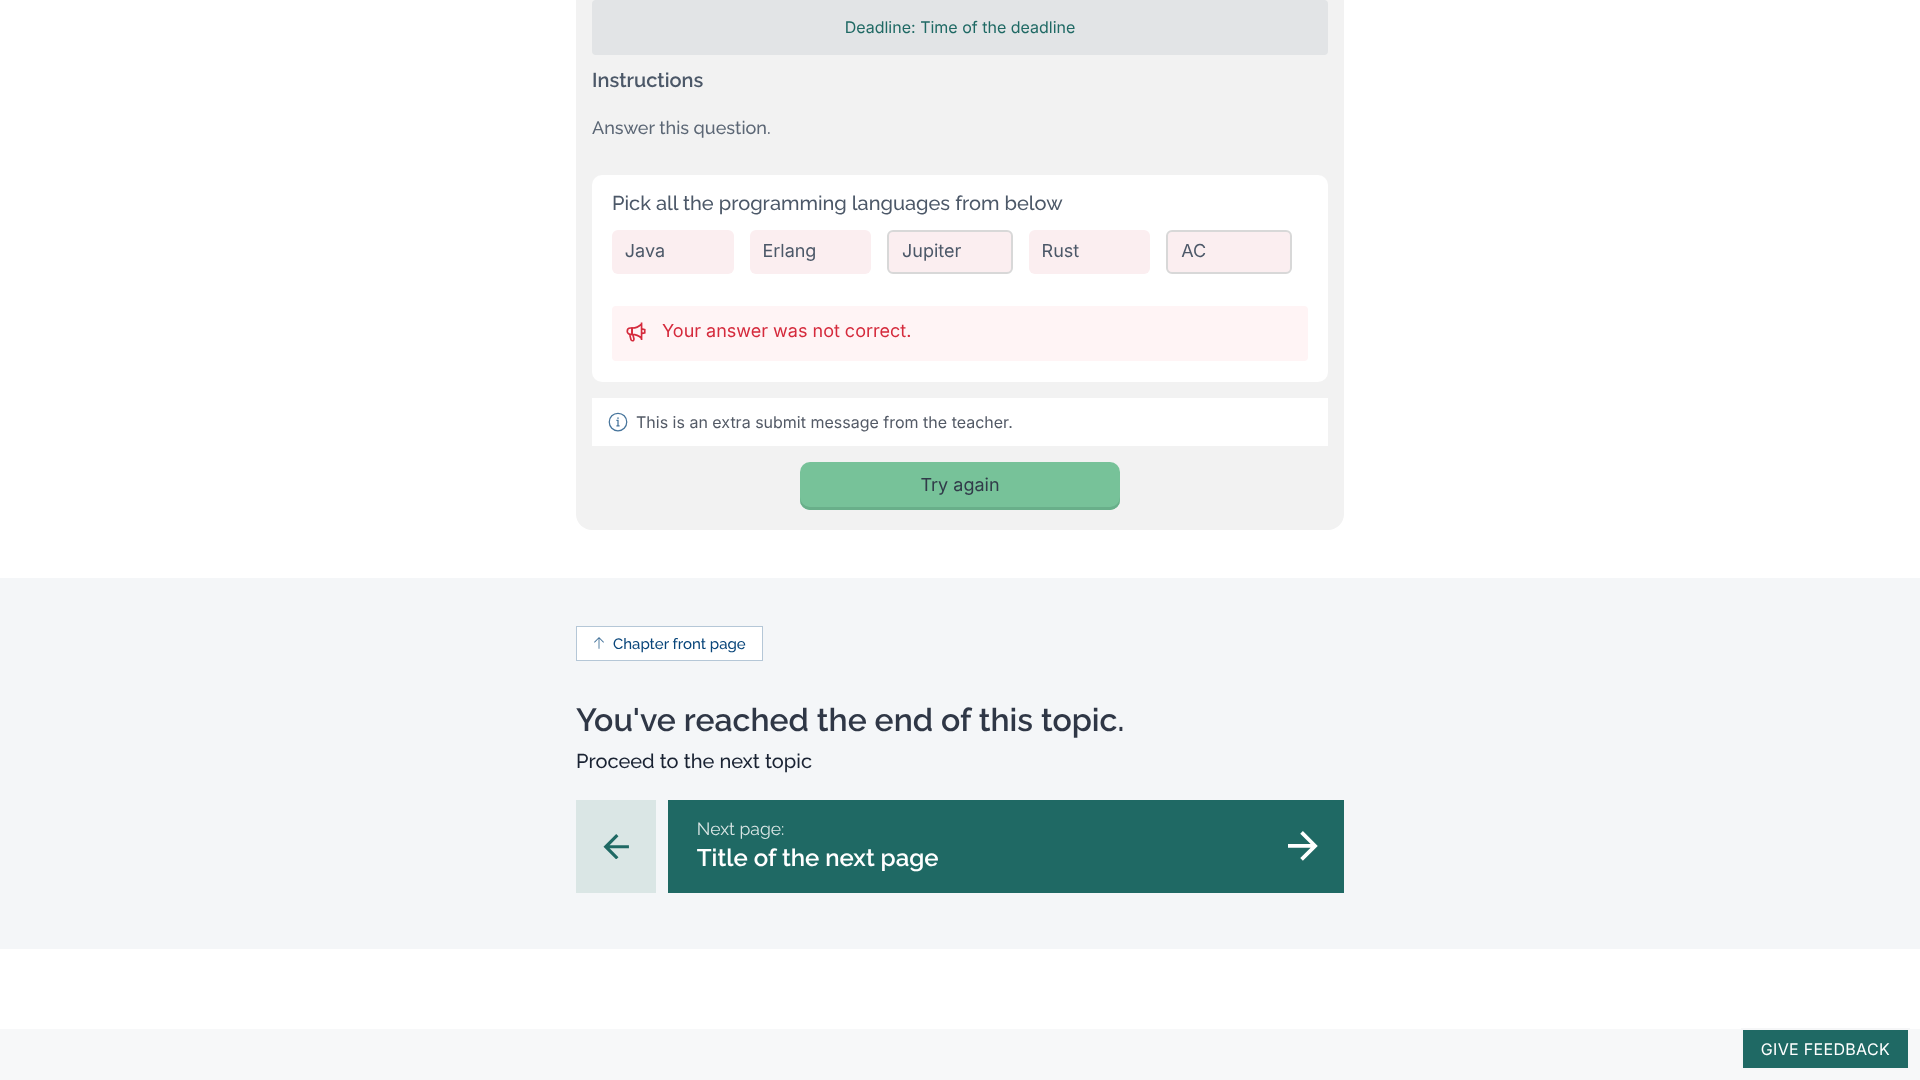 Deadline: Time of the deadline
Instructions
Answer this question.
Pick all the programming languages from below
Java Erlang Jupiter Rust AC
Your answer was not correct.
This is an extra submit message from the teacher.
Try again
Chapter front page
You've reached the end of this topic.
Proceed to the next topic
Next page:
Title of the next page
GIVE FEEDBACK